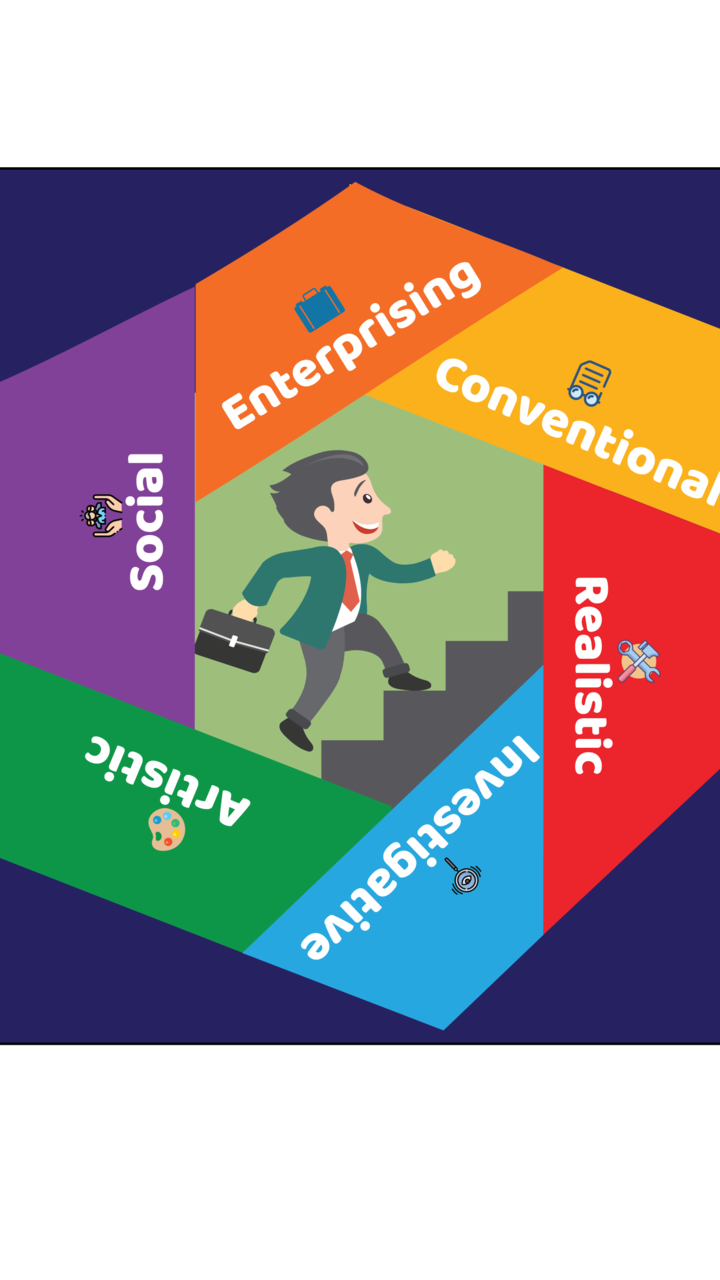 Enterprising
Conventional
Social
Realistic
Artistic
Investigative